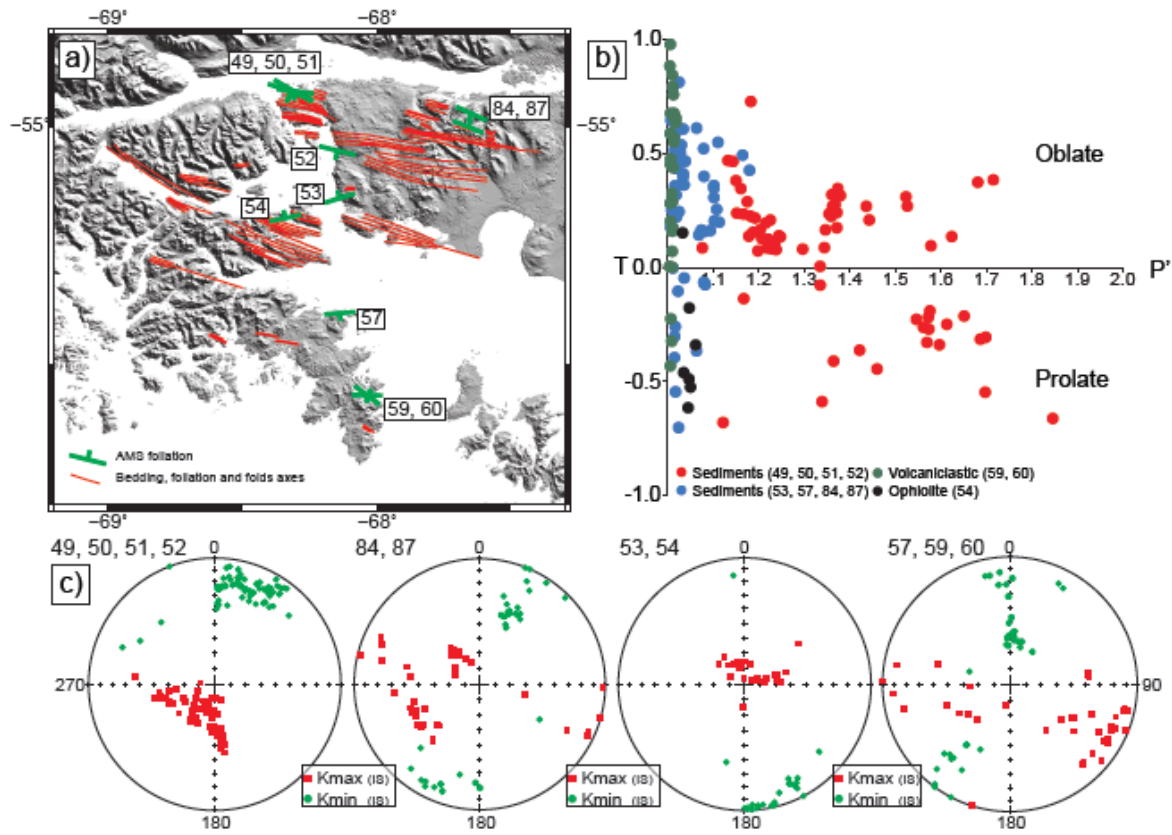 −69° −68°
a)
49, 50, 51
84, 87
−55° −55°
52
53
54
57
59, 60
AMS foliation
Bedding, foliation and folds axes
−69° −68°
b)
1.0
0.5
T 0.0
1.1 1.2 1.3 1.4 1.5 1.6 1.7 1.8 1.9 2.0 P'
-0.5
-1.0
Oblate
Prolate
Sediments (49, 50, 51, 52) Volcaniclastic (59, 60)
Sediments (53, 57, 84, 87) Ophiolite (54)
c)
49, 50, 51, 52 0 84, 87 0 53, 54 0 57, 59, 60 0
270 90
Kmax (IS) Kmax (IS)
Kmin (IS) Kmin (IS)
180 180 180 180